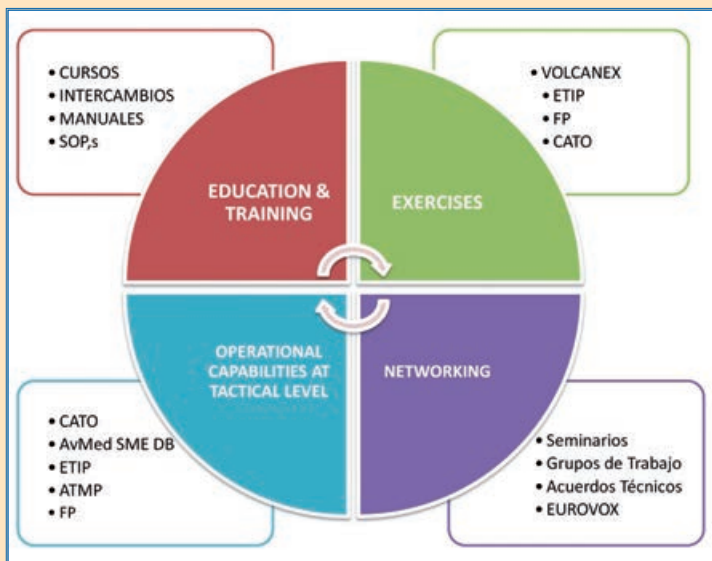 • CURSOS
• INTERCAMBIOS
• MANUALES
• SOP,s
EDUCATION &
TRAINING
• VOLCANEX
• ETIP
• FP
• CATO
EXERCISES
OPERATIONAL
CAPABILITIES AT
TACTICAL LEVEL
• CATO
• AvMed SME DB
• ETIP
• ATMP
• FP
NETWORKING
• Seminarios
• Grupos de Trabajo
• Acuerdos Técnicos
• EUROVOX